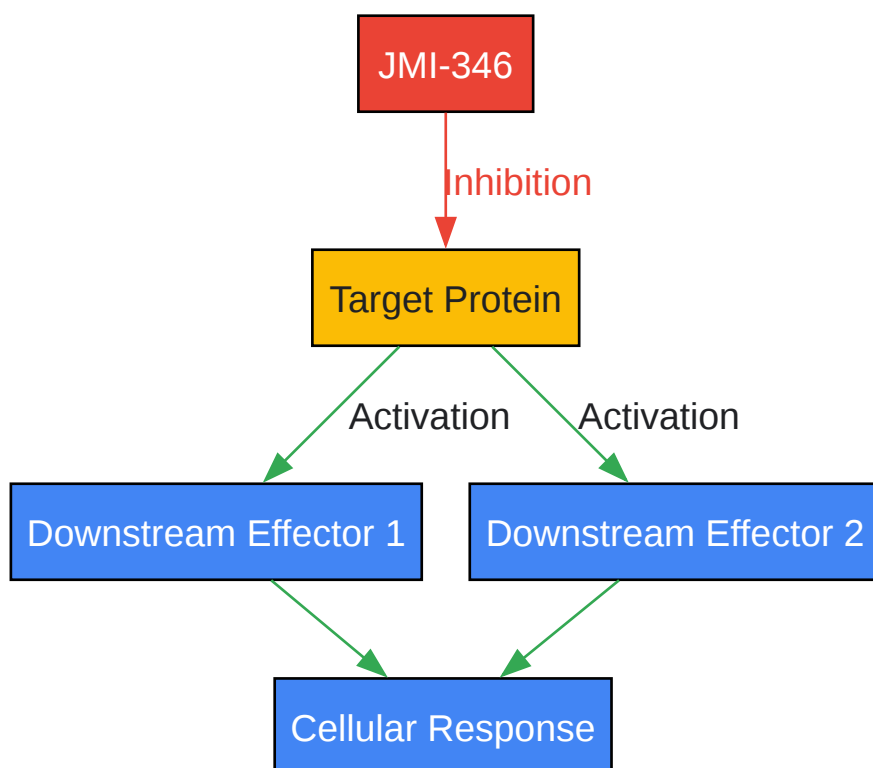 JMI-346
Inhibition
Target Protein
Activation
Activation
Downstream Effector 1
Downstream Effector 2
Cellular Response